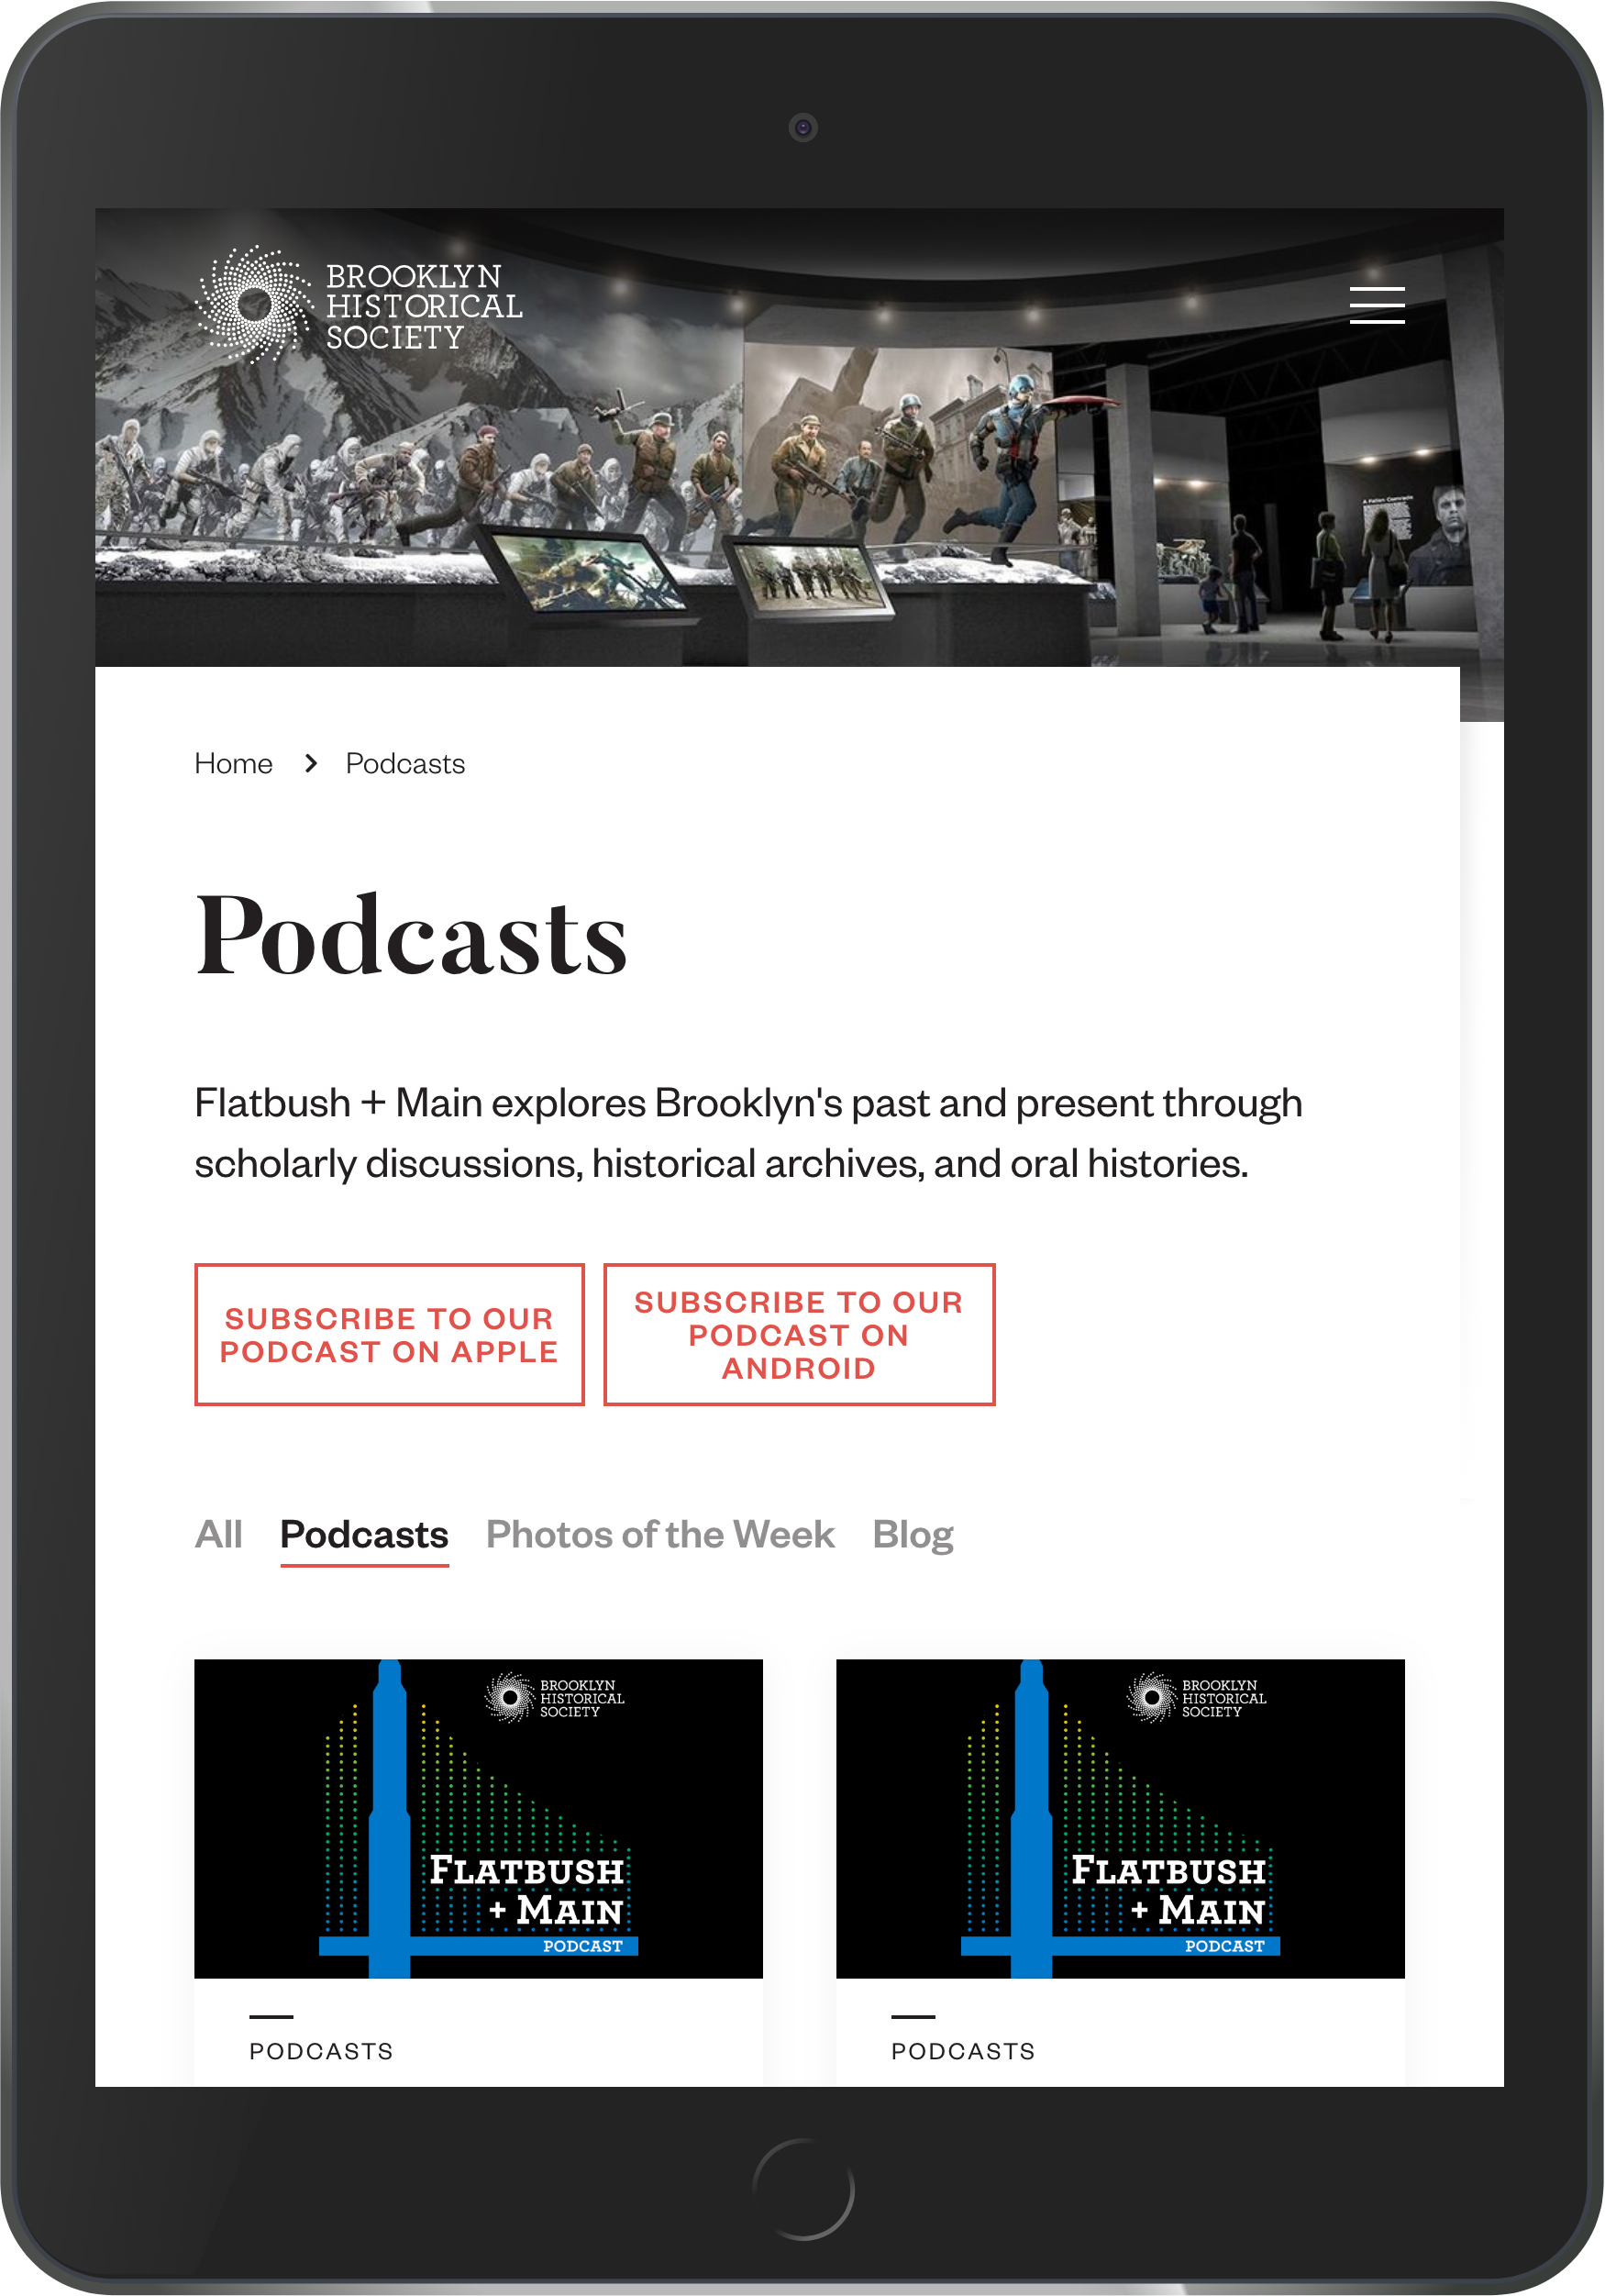 BROOKLYN
HISTORICAL
SOCIETY
A Fallen Comrade
Home > Podcasts
Podcasts
Flatbush + Main explores Brooklyn's past and present through
scholarly discussions, historical archives, and oral histories.
SUBSCRIBE TO OUR
PODCAST ON APPLE
SUBSCRIBE TO OUR
PODCAST ON
ANDROID
All Podcasts Photos of the Week Blog
BROOKLYN
HISTORICAL
SOCIETY
FLATBUSH
+ MAIN
PODCAST
PODCASTS
BROOKLYN
HISTORICAL
SOCIETY
FLATBUSH
+ MAIN
PODCAST
PODCASTS